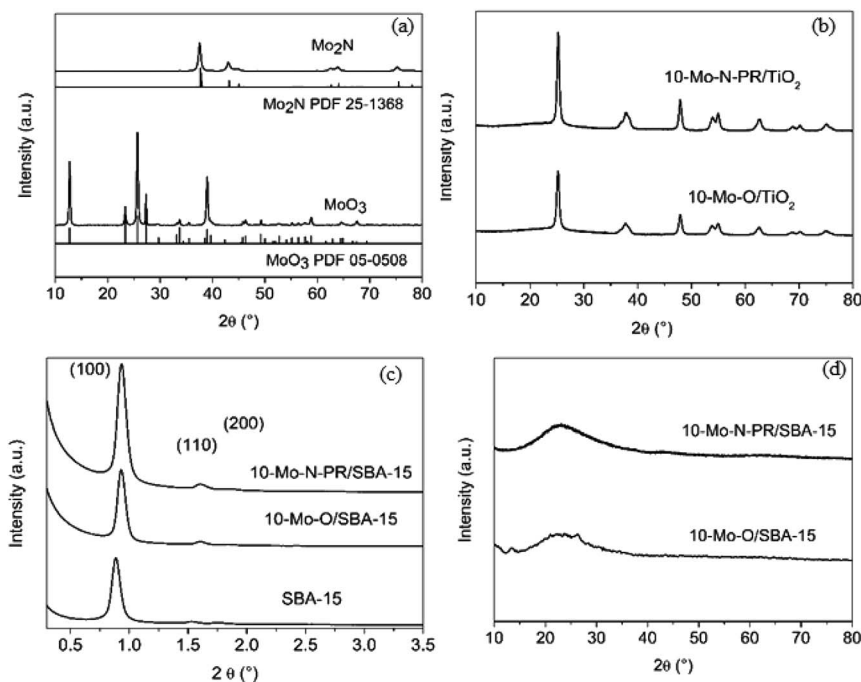 (a)
Mo₂N
Mo₂N PDF 25-1368
MoO₃
MoO₃ PDF 05-0508
Intensity (a.u.)
10 20 30 40 50 60 70 80
2θ (°)
(b)
10-Mo-N-PR/TiO₂
10-Mo-O/TiO₂
Intensity (a.u.)
10 20 30 40 50 60 70 80
2θ (°)
(c)
(100)
(110)
(200)
10-Mo-N-PR/SBA-15
10-Mo-O/SBA-15
SBA-15
Intensity (a.u.)
0.5 1.0 1.5 2.0 2.5 3.0 3.5
2 θ (°)
(d)
10-Mo-N-PR/SBA-15
10-Mo-O/SBA-15
Intensity (a.u.)
10 20 30 40 50 60 70 80
2θ (°)